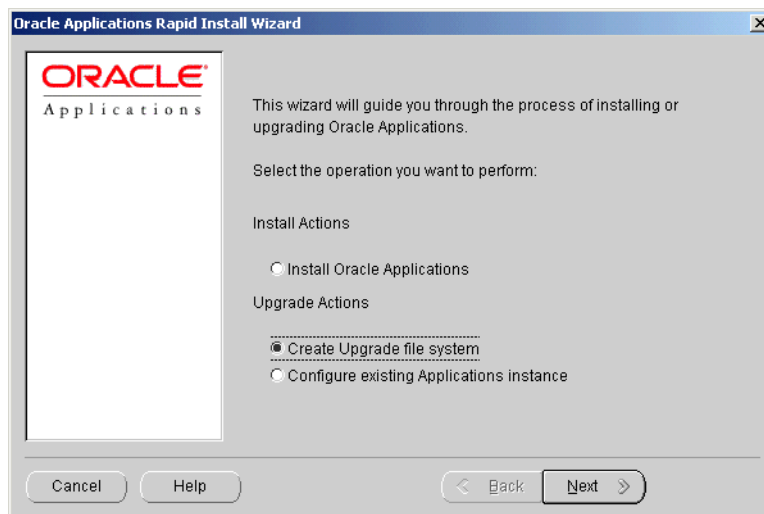 Oracle Applications Rapid Install Wizard
ORACLE
Applications
This wizard will guide you through the process of installing or
upgrading Oracle Applications.
Select the operation you want to perform:
Install Actions
Install Oracle Applications
Upgrade Actions
Create Upgrade file system
Configure existing Applications instance
Cancel
Help
Back
Next